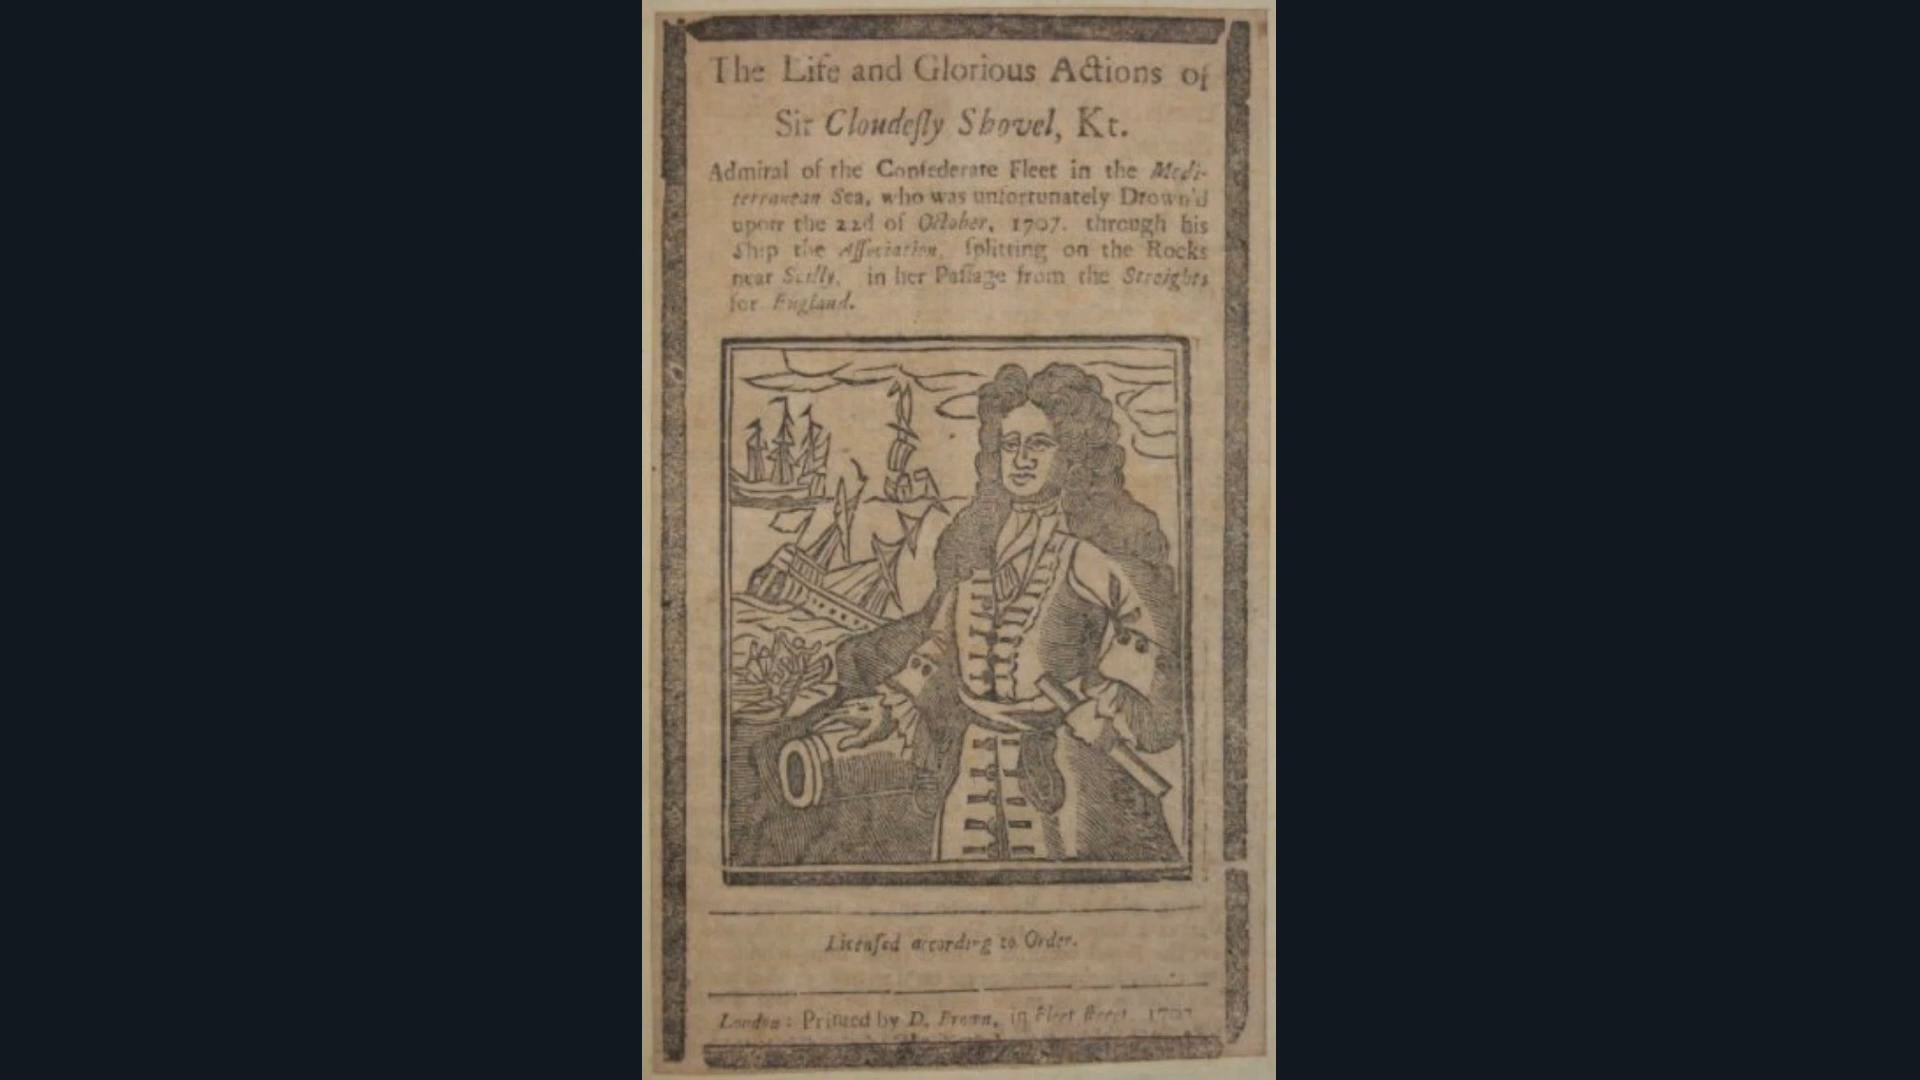 The Life and Glorious Actions of
Sir Cloudeſly Shovel, Kt.
Admiral of the Confederate Fleet in the Medi-
terranean Sea, who was unfortunately Drown'd
upon the 22d of October, 1707. through his
Ship the Aſſociation, ſplitting on the Rocks
near Scilly, in her Paſſage from the Streights
for England.
Licenſed according to Order.
London: Printed by D. Brown, in Fleet ſtreet, 1707